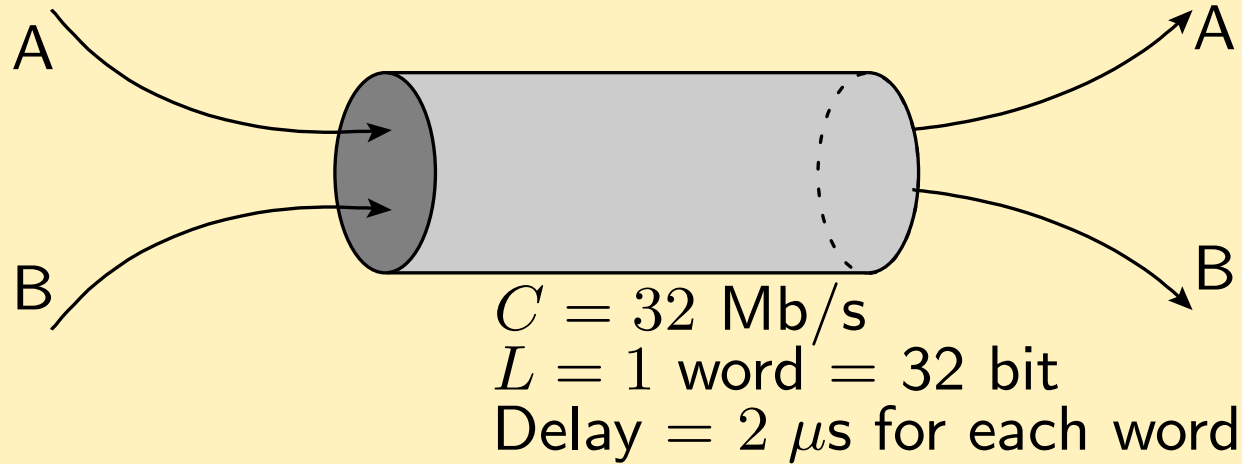 A
A
B
B
C = 32 Mb/s
L = 1 word = 32 bit
Delay = 2 μs for each word